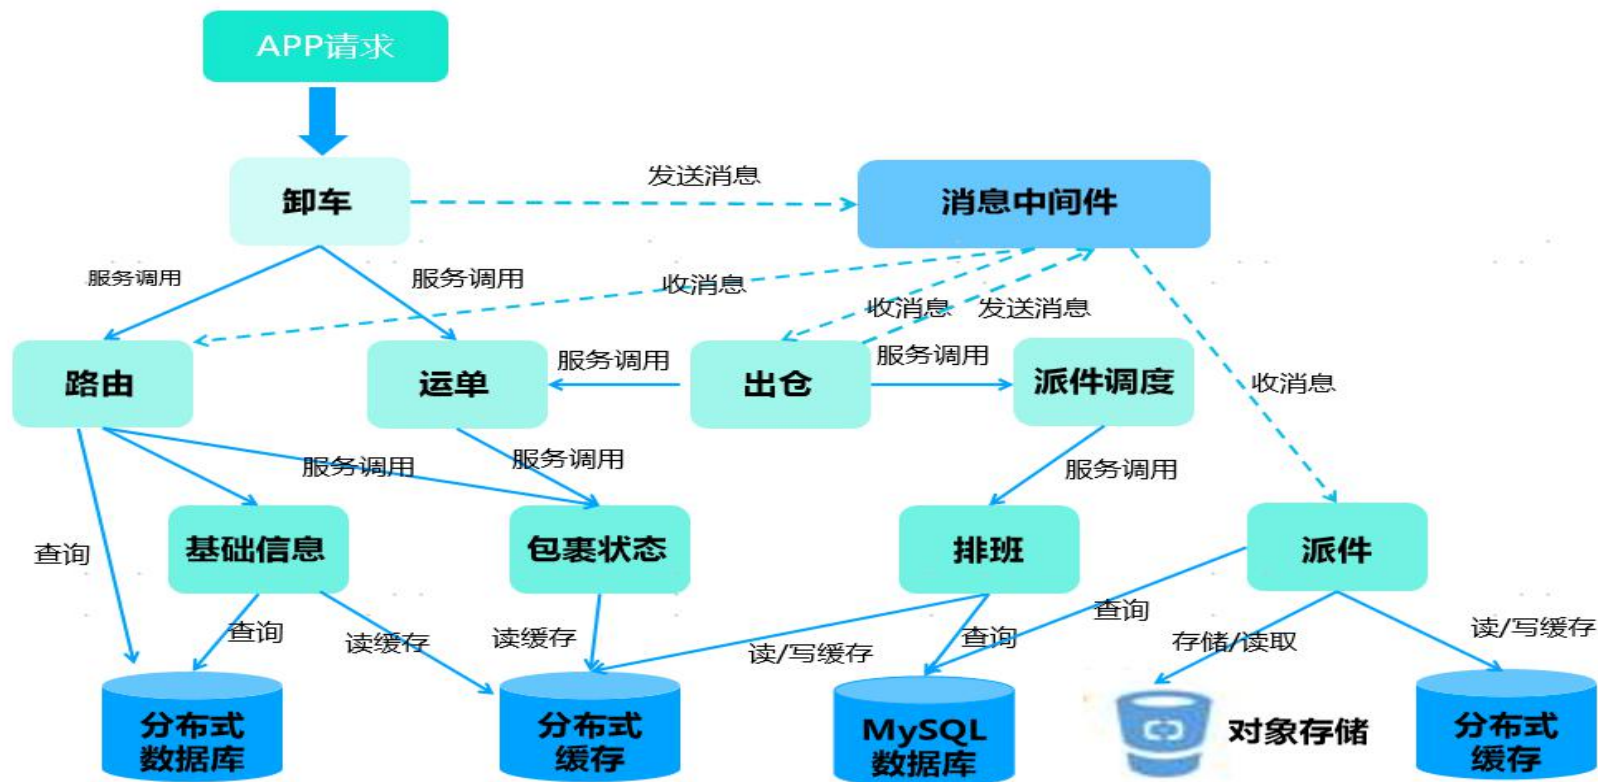 APP请求
卸车
发送消息
消息中间件
服务调用
服务调用
收消息
收消息
发送消息
路由
运单
服务调用
出仓
服务调用
派件调度
收消息
服务调用
服务调用
服务调用
查询
基础信息
包裹状态
排班
派件
查询
读缓存
读缓存
读/写缓存
查询
查询
存储/读取
读/写缓存
分布式
数据库
分布式
缓存
MySQL
数据库
对象存储
分布式
缓存